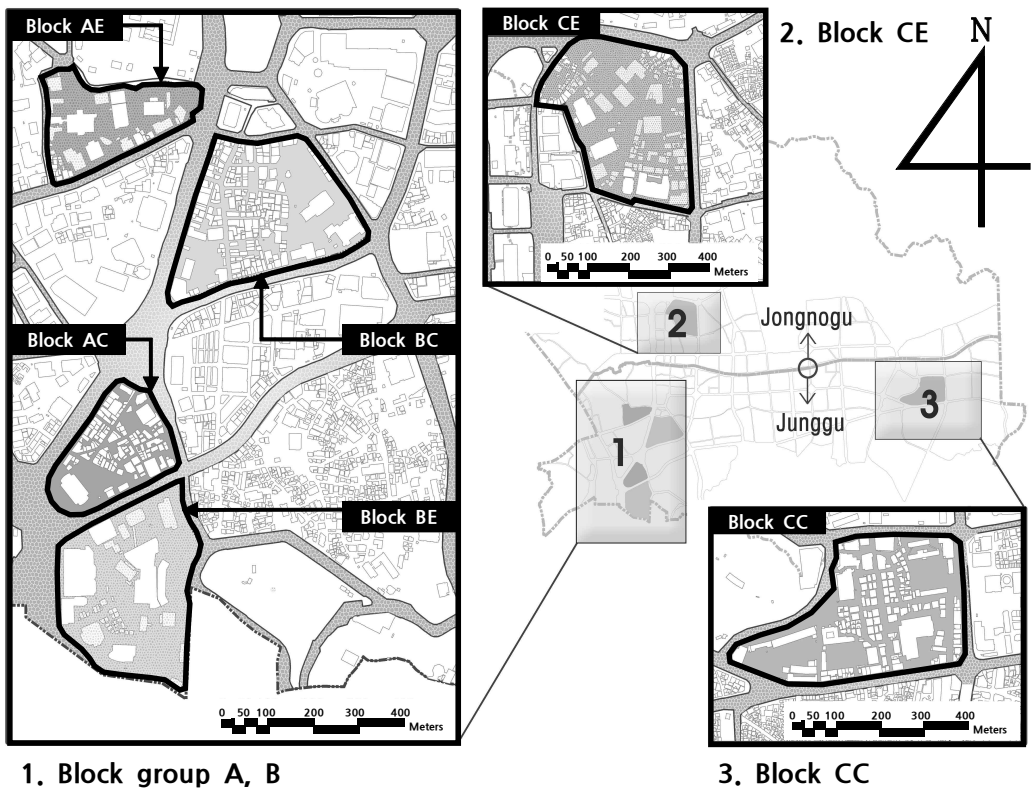 Block AE
Block AC
Block BC
Block BE
0 50 100 200 300 400
Meters
1. Block group A, B
Block CE
0 50 100 200 300 400
Meters
2. Block CE
N
2
Jongnogu
Junggu
1
3
Block CC
0 50 100 200 300 400
Meters
3. Block CC